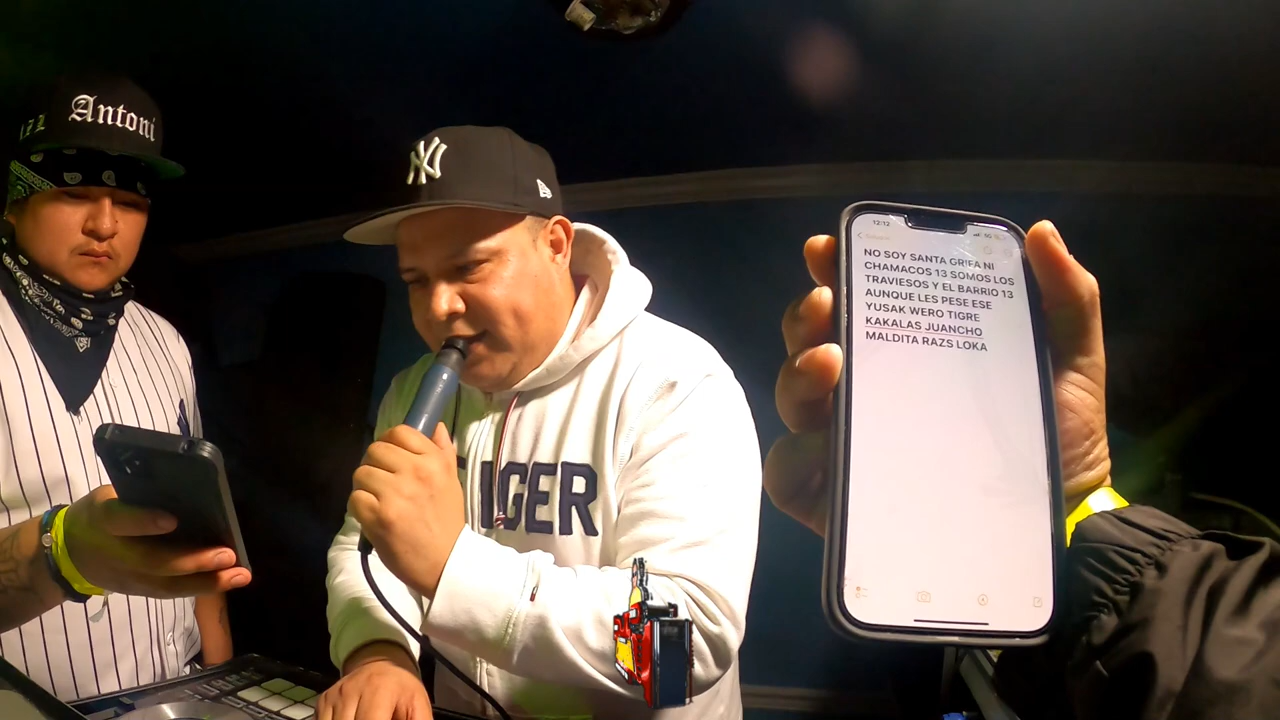 Antoni
NY
IGER
12:12
5G
NO SOY SANTA GRIFA NI
CHAMACOS 13 SOMOS LOS
TRAVIESOS Y EL BARRIO 13
AUNQUE LES PESE ESE
YUSAK WERO TIGRE
KAKALAS JUANCHO
MALDITA RAZS LOKA